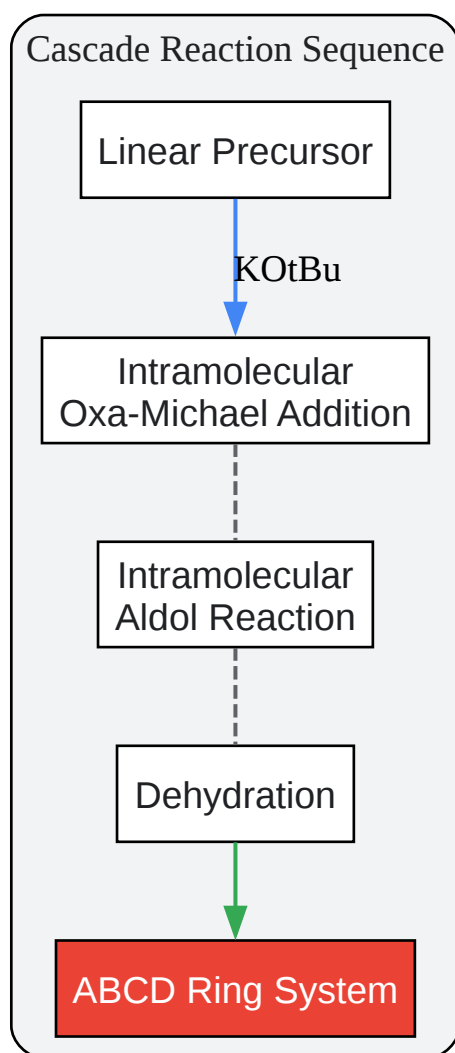 Cascade Reaction Sequence
Linear Precursor
KOtBu
Intramolecular
Oxa-Michael Addition
Intramolecular
Aldol Reaction
Dehydration
ABCD Ring System